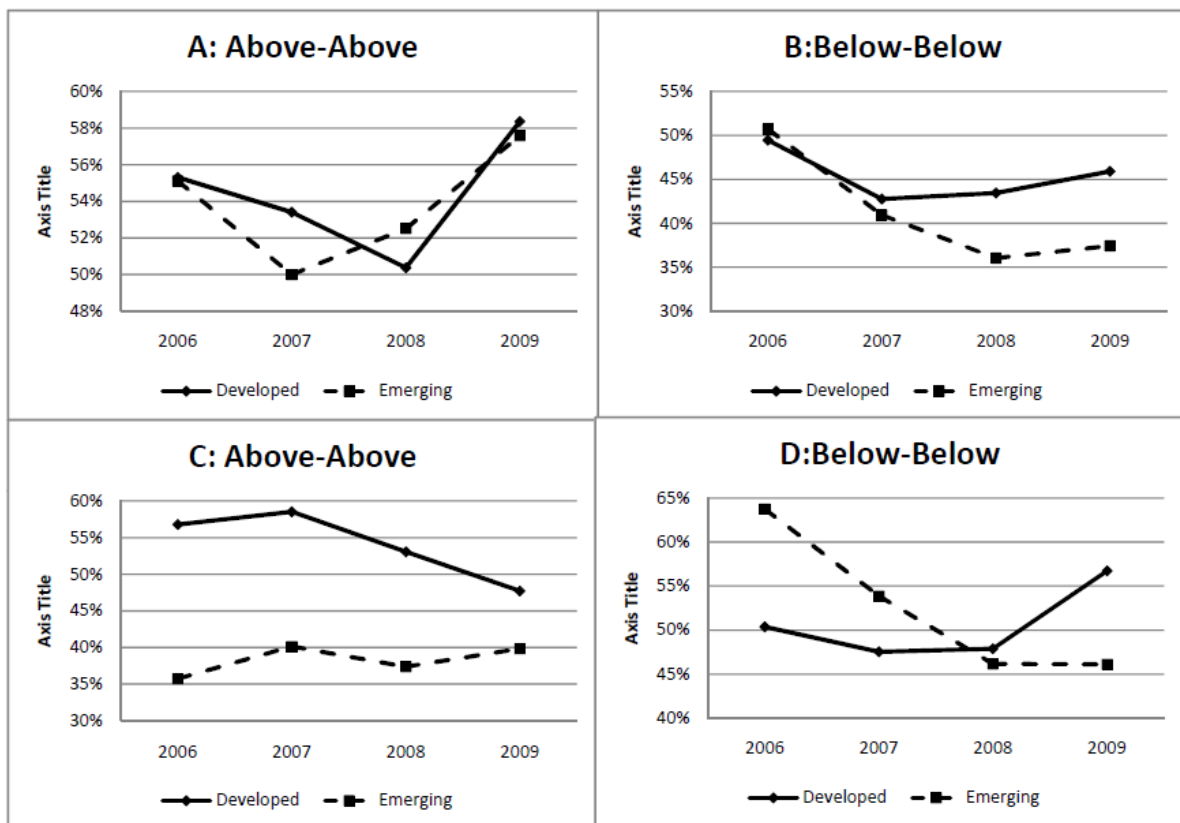 A: Above-Above
60%
58%
56%
54%
52%
50%
48%
Axis Title
2006 2007 2008 2009
Developed Emerging
B:Below-Below
55%
50%
45%
40%
35%
30%
Axis Title
2006 2007 2008 2009
Developed Emerging
C: Above-Above
60%
55%
50%
45%
40%
35%
30%
Axis Title
2006 2007 2008 2009
Developed Emerging
D:Below-Below
65%
60%
55%
50%
45%
40%
Axis Title
2006 2007 2008 2009
Developed Emerging